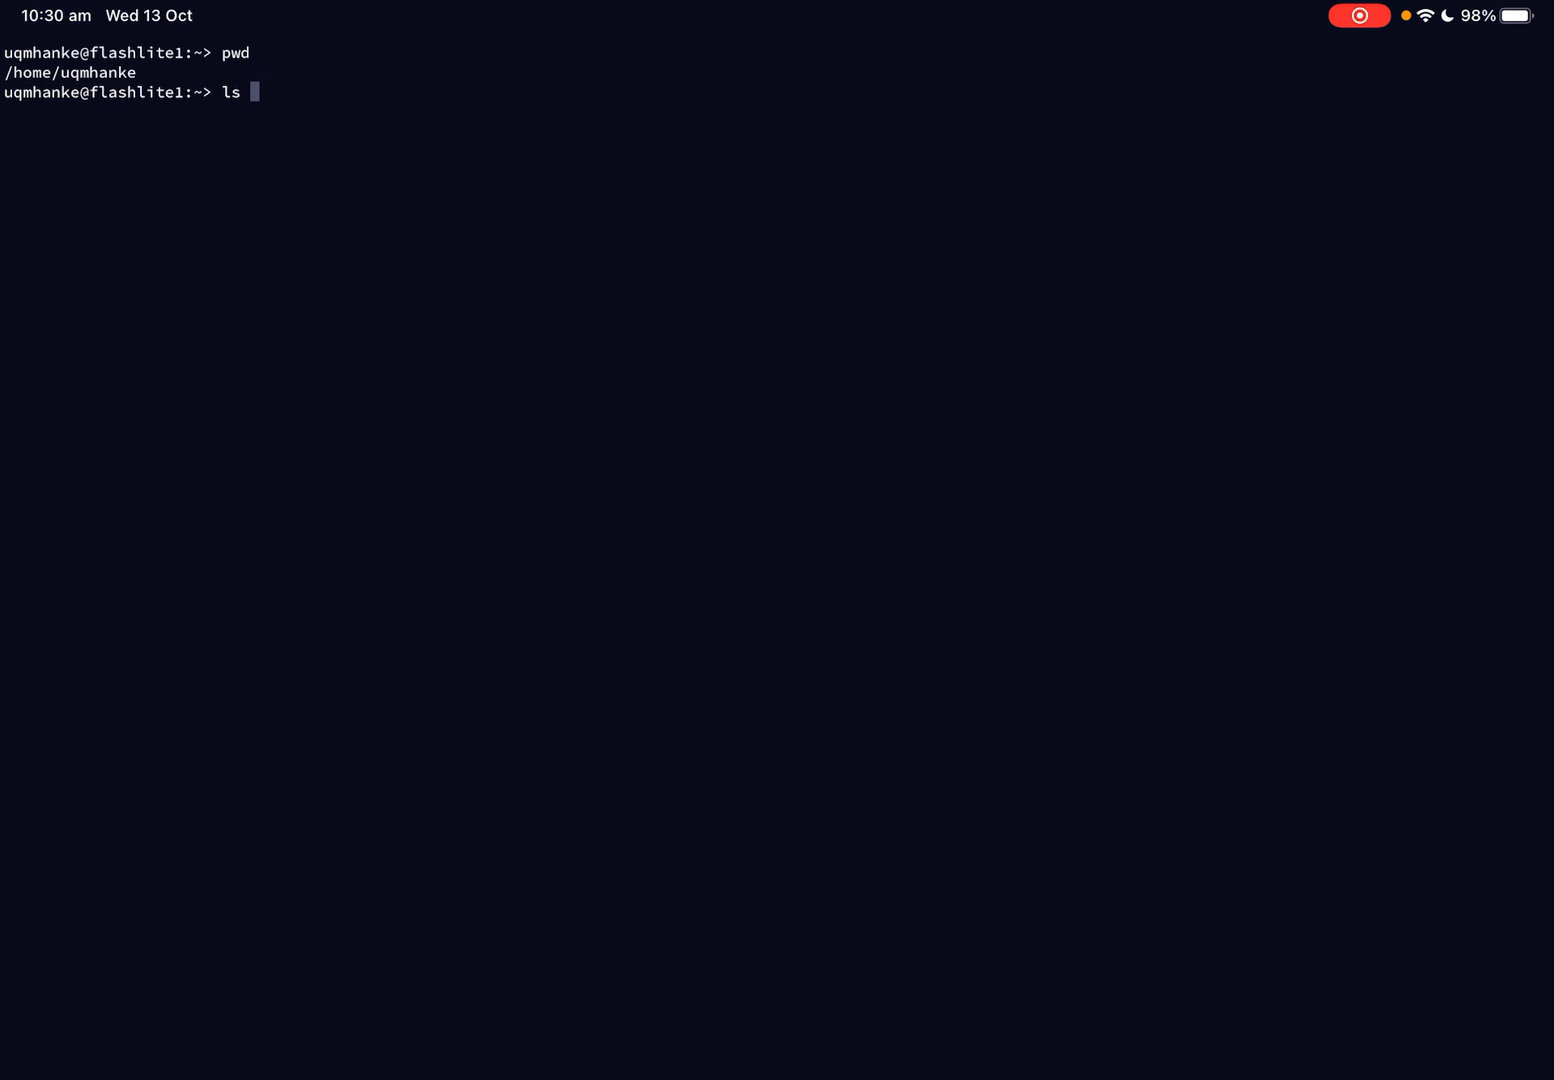 10:30 am Wed 13 Oct 98%
uqmhanke@flashlite1:~> pwd
/home/uqmhanke
uqmhanke@flashlite1:~> ls